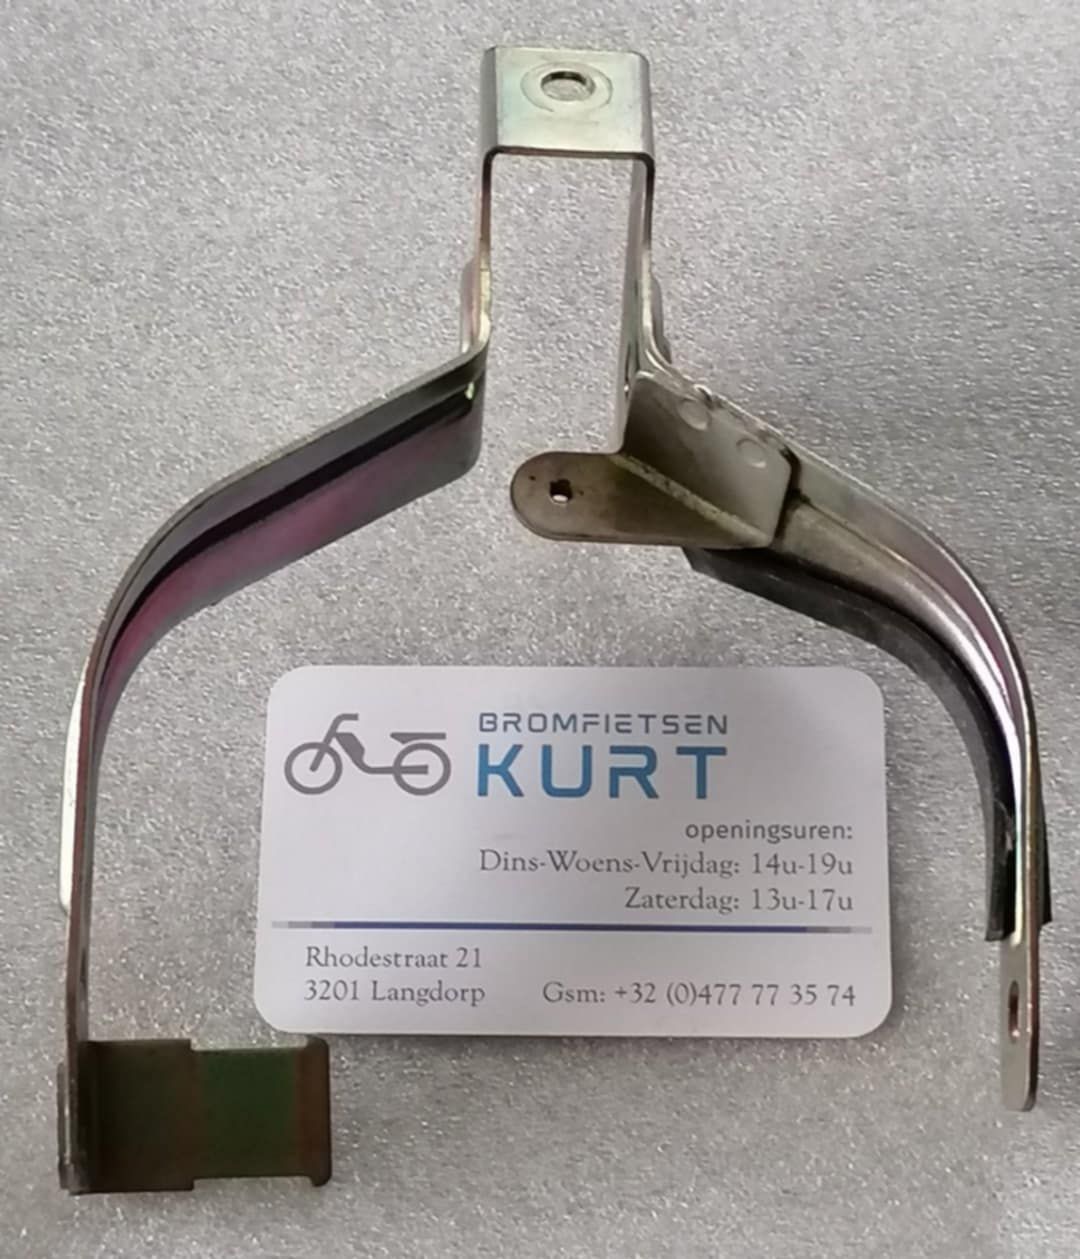 BROMFIETSEN
KURT
openingsuren:
Dins-Woens-Vrijdag: 14u-19u
Zaterdag: 13u-17u
Rhodestraat 21
3201 Langdorp
Gsm: +32 (0)477 77 35 74